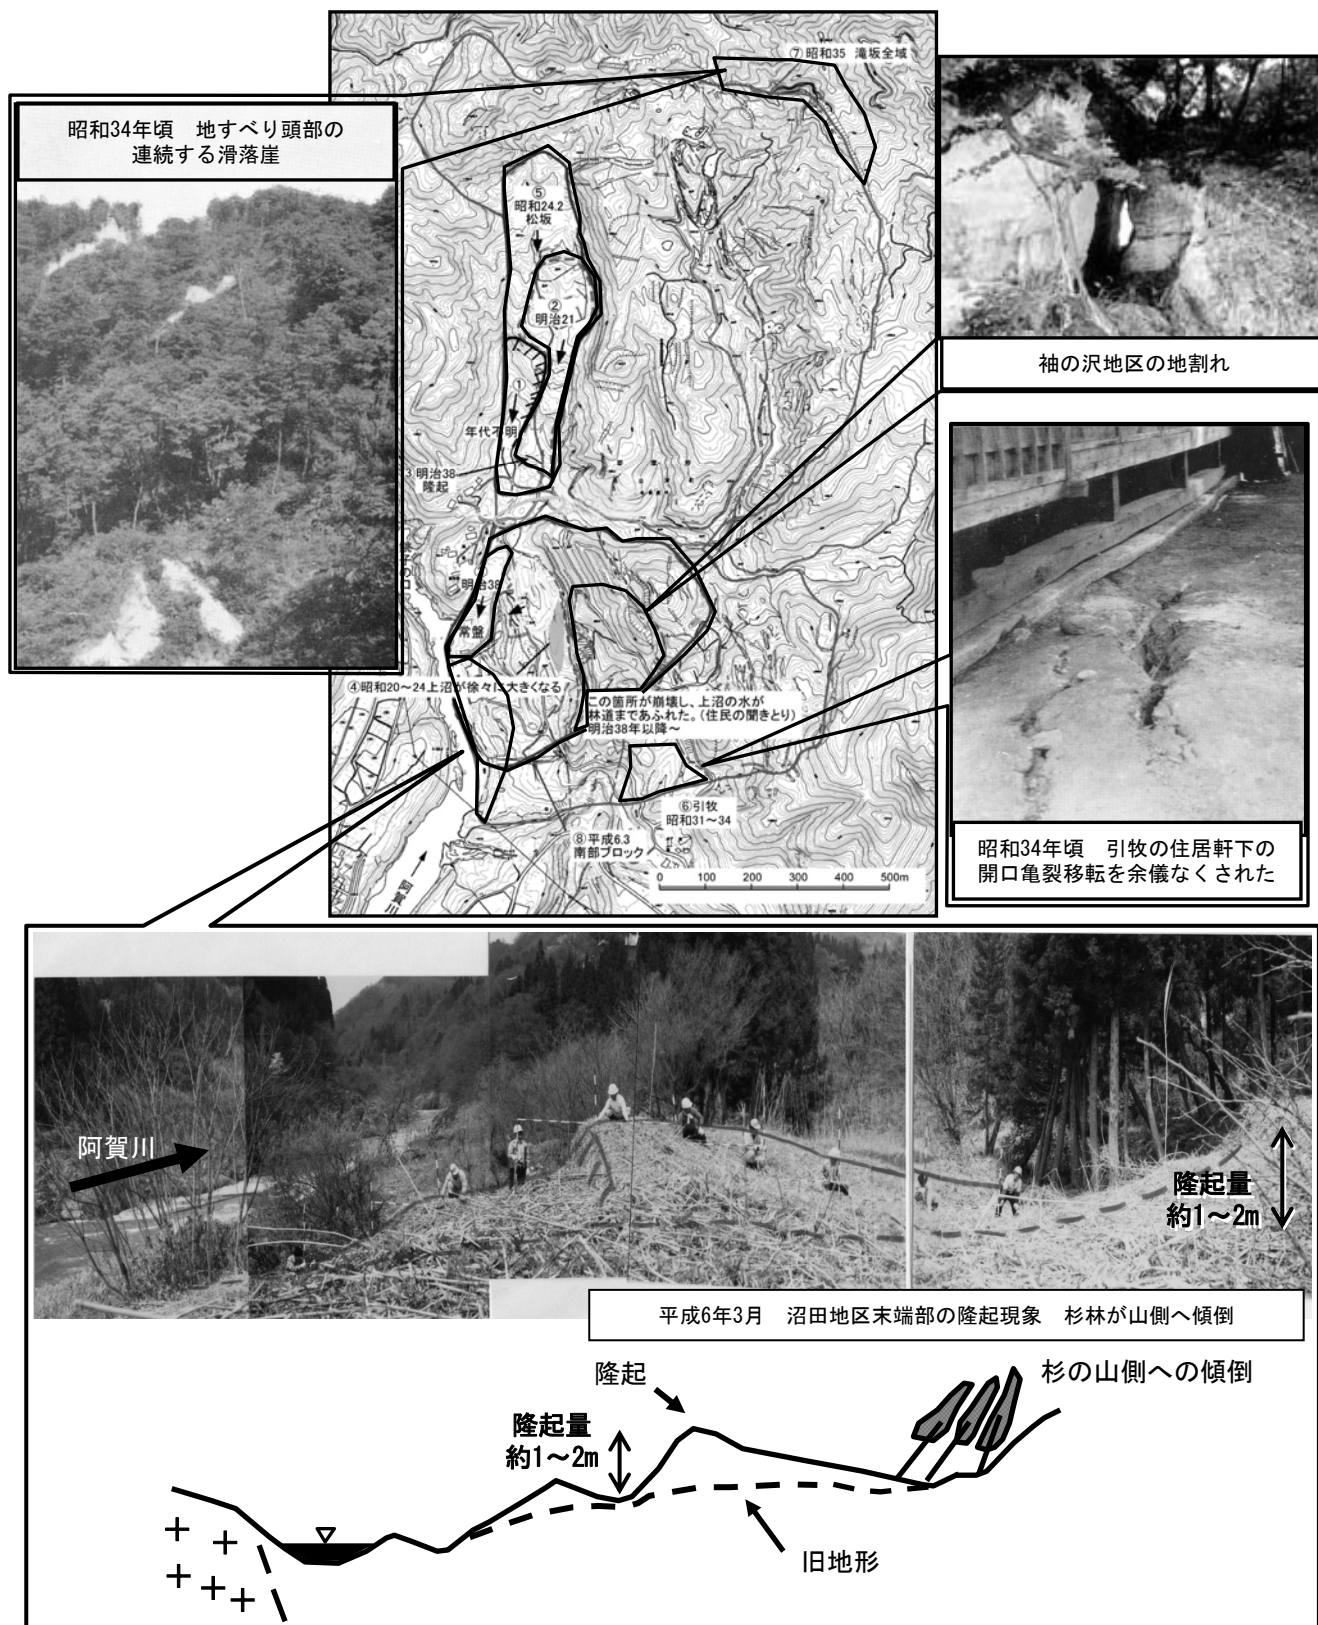 ⑦昭和35 滝坂全域
昭和34年頃 地すべり頭部の
連続する滑落崖
⑤
昭和24.2
松坂
②
明治21
①
年代不明
3明治38
隆起
袖の沢地区の地割れ
明治38
常盤
④昭和20～24上沼が徐々に大きくなる
この箇所が崩壊し、上沼の水が
林道まであふれた。(住民の聞きとり)
明治38年以降～
⑥引牧
昭和31～34
⑧平成6.3
南部ブロック
0 100 200 300 400 500m
阿賀川
昭和34年頃 引牧の住居軒下の
開口亀裂移転を余儀なくされた
阿賀川
隆起量
約1～2m
平成6年3月 沼田地区末端部の隆起現象 杉林が山側へ傾倒
隆起
杉の山側への傾倒
隆起量
約1～2m
旧地形